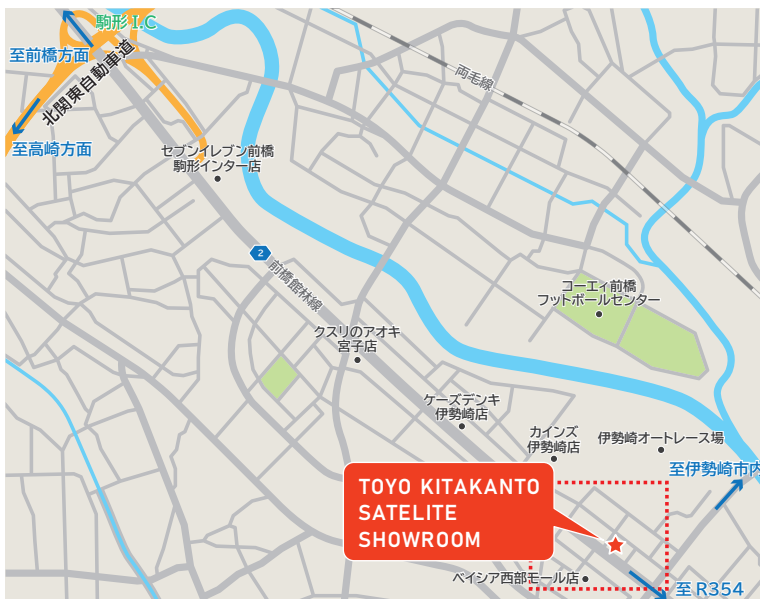 駒形 I.C
至前橋方面
北関東自動車道
至高崎方面
両毛線
セブンイレブン前橋
駒形インター店
2
前橋館林線
コーエィ前橋
フットボールセンター
クスリのアオキ
宮子店
ケーズデンキ
伊勢崎店
カインズ
伊勢崎店
伊勢崎オートレース場
至伊勢崎市内
TOYO KITAKANTO
SATELITE
SHOWROOM
ベイシア西部モール店
至 R354